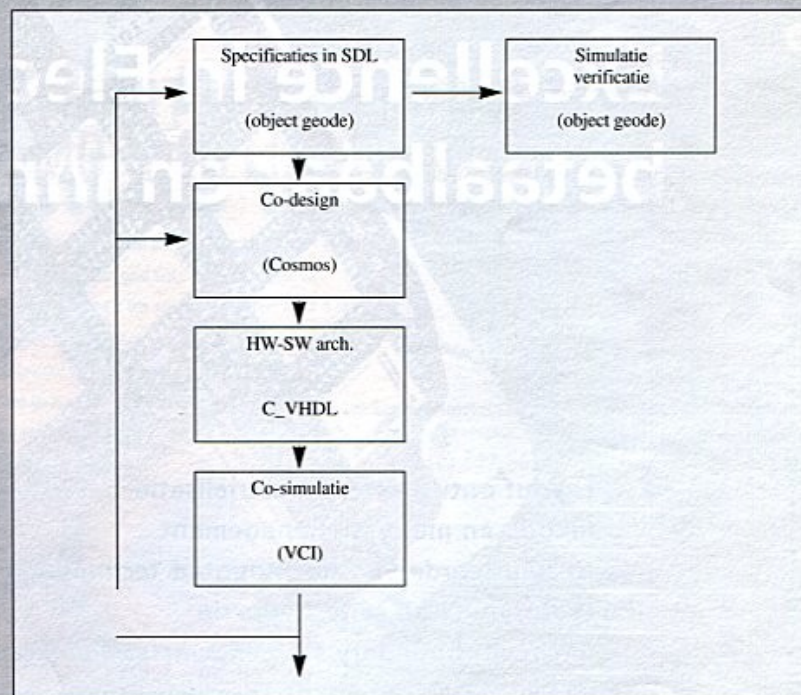 Specificaties in SDL
(object geode)
Simulatie
verificatie
(object geode)
Co-design
(Cosmos)
HW-SW arch.
C_VHDL
Co-simulatie
(VCI)